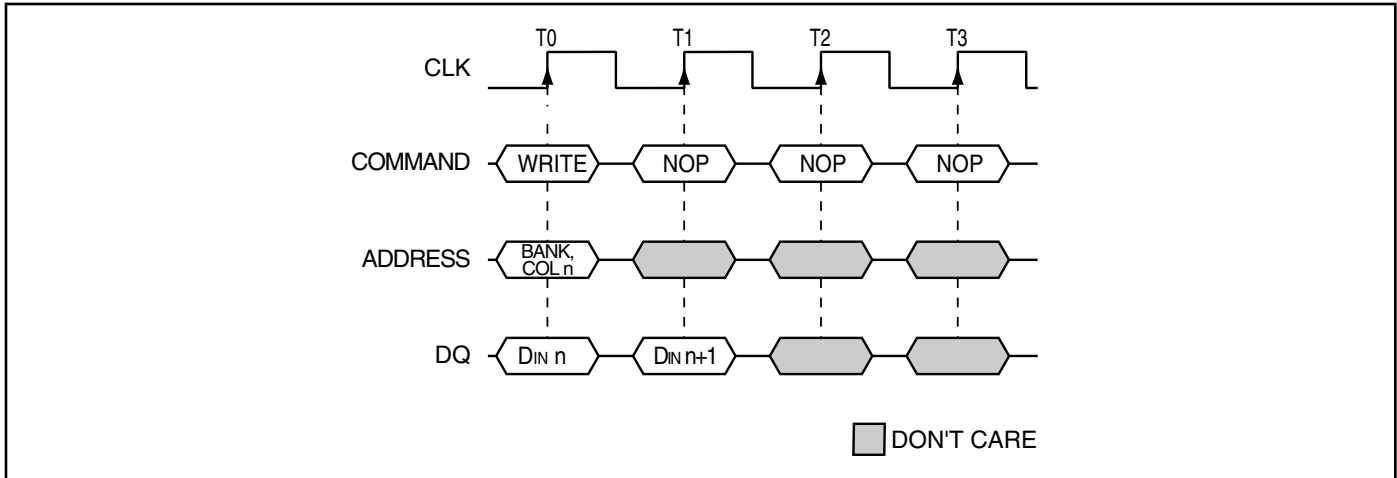 T0 T1 T2 T3
CLK
COMMAND WRITE NOP NOP NOP
ADDRESS BANK,
COL n
DQ DIN n DIN n+1
DON'T CARE